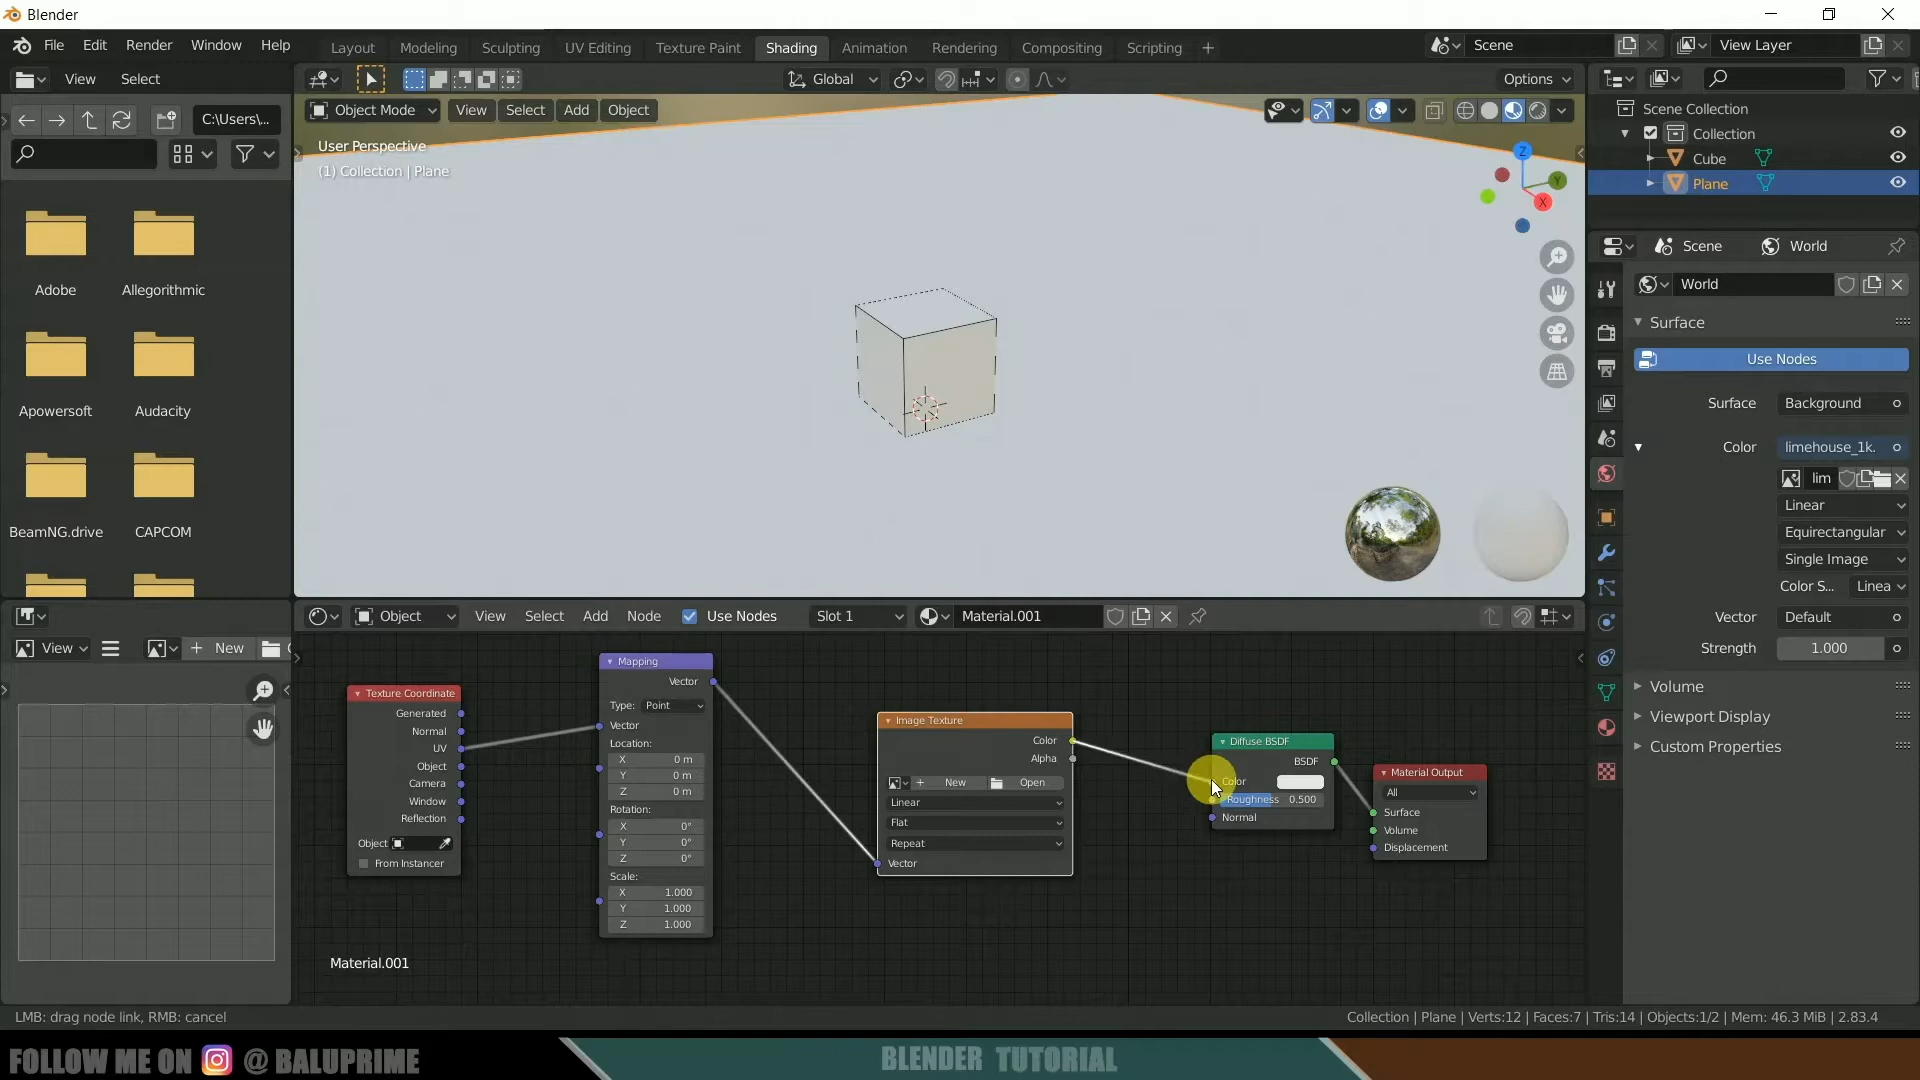 Blender
File Edit Render Window Help
Layout Modeling Sculpting UV Editing Texture Paint Shading Animation Rendering Compositing Scripting +
Scene
View Layer
View Select
Global
Options
C:\Users\...
Object Mode View Select Add Object
User Perspective
(1) Collection | Plane
Z
Y
X
Adobe
Allegorithmic
Apowersoft
Audacity
BeamNG.drive
CAPCOM
Scene Collection
Collection
Cube
Plane
Scene World
World
Surface
Use Nodes
Surface Background
Color limehouse_1k.
lim
Linear
Equirectangular
Single Image
Color S... Linea
Vector Default
Strength 1.000
Volume
Viewport Display
Custom Properties
Object View Select Add Node Use Nodes Slot 1 Material.001
View
New
Texture Coordinate
Generated
Normal
UV
Object
Camera
Window
Reflection
Object
From Instancer
Mapping
Vector
Type: Point
Vector
Location:
X 0 m
Y 0 m
Z 0 m
Rotation:
X 0°
Y 0°
Z 0°
Scale:
X 1.000
Y 1.000
Z 1.000
Image Texture
Color
Alpha
New Open
Linear
Flat
Repeat
Vector
Diffuse BSDF
BSDF
Color
Roughness 0.500
Normal
Material Output
All
Surface
Volume
Displacement
Material.001
LMB: drag node link, RMB: cancel
Collection | Plane | Verts:12 | Faces:7 | Tris:14 | Objects:1/2 | Mem: 46.3 MiB | 2.83.4
FOLLOW ME ON @ BALUPRIME
BLENDER TUTORIAL